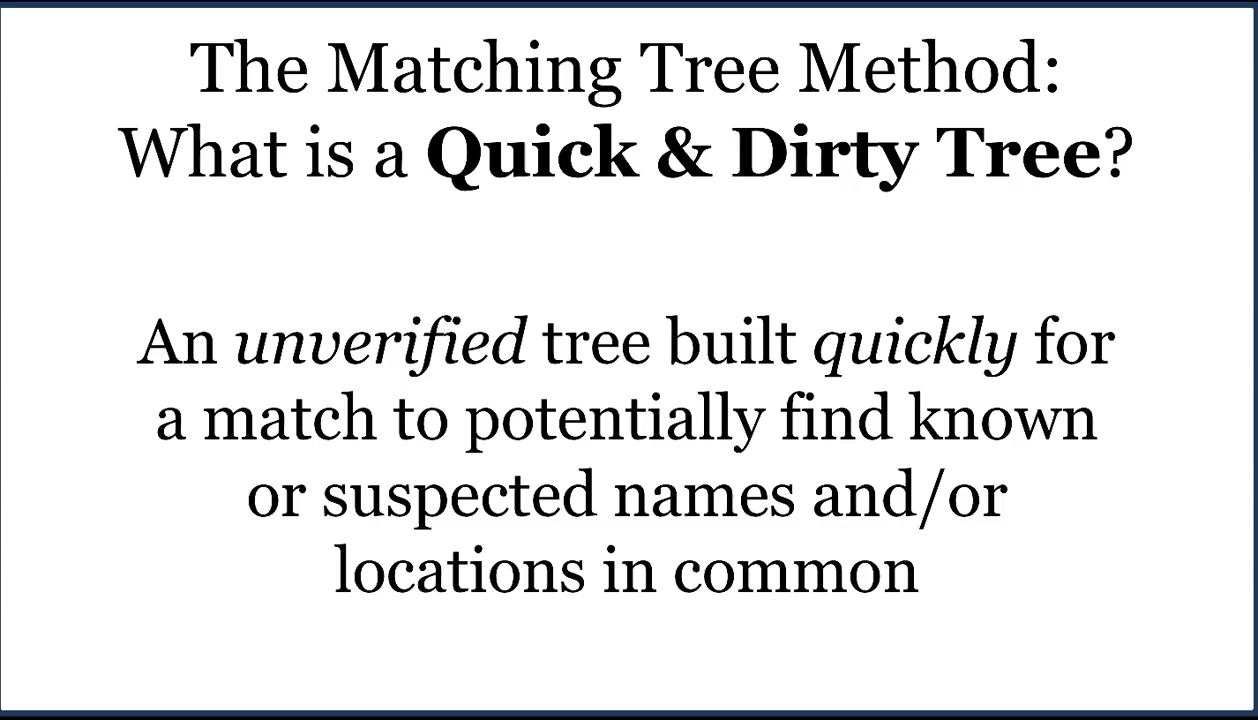 The Matching Tree Method:
What is a Quick & Dirty Tree?
An unverified tree built quickly for
a match to potentially find known
or suspected names and/or
locations in common